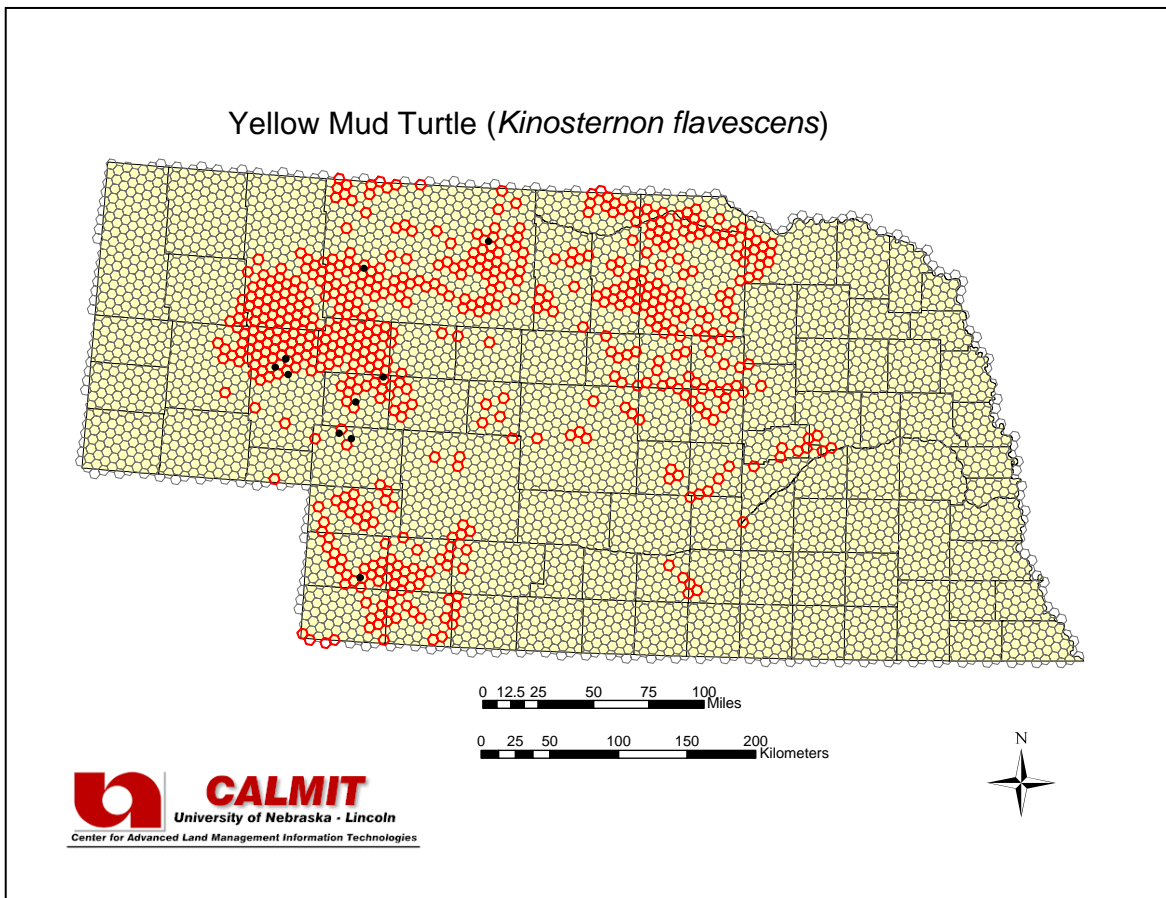 Yellow Mud Turtle (Kinosternon flavescens)
0 12.5 25 50 75 100
Miles
0 25 50 100 150 200
Kilometers
N
CALMIT
University of Nebraska - Lincoln
Center for Advanced Land Management Information Technologies